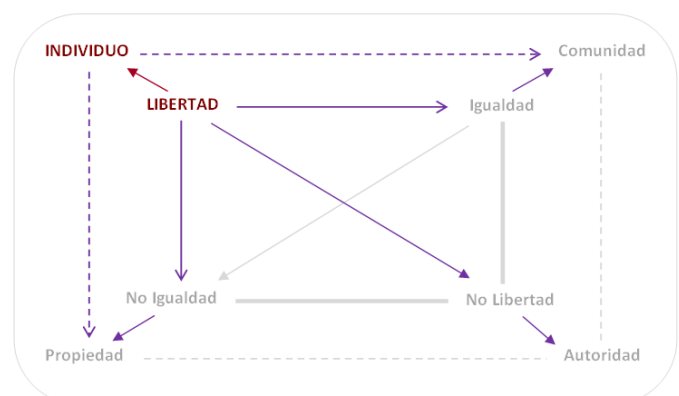 INDIVIDUO Comunidad
LIBERTAD Igualdad
No Igualdad No Libertad
Propiedad Autoridad